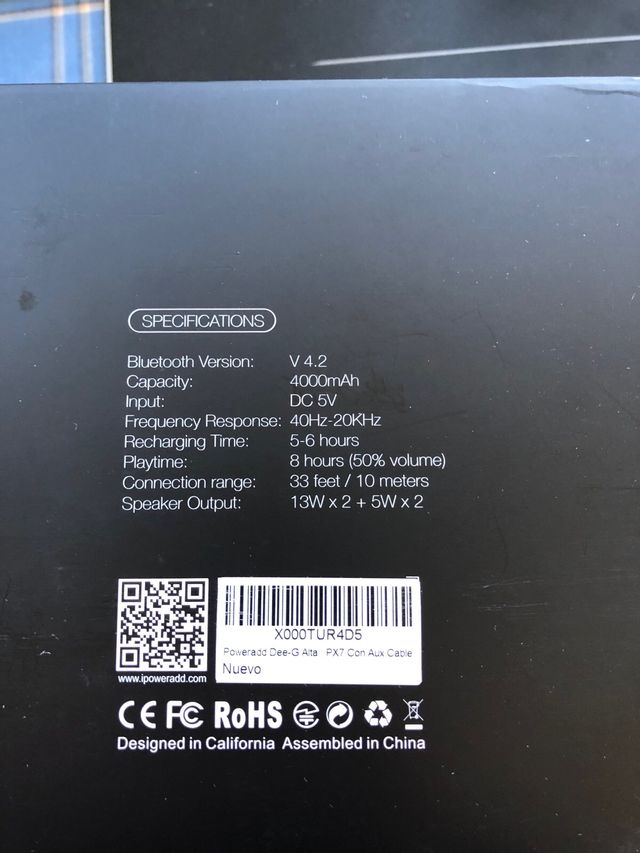 SPECIFICATIONS
Bluetooth Version: V 4.2
Capacity: 4000mAh
Input: DC 5V
Frequency Response: 40Hz-20KHz
Recharging Time: 5-6 hours
Playtime: 8 hours (50% volume)
Connection range: 33 feet / 10 meters
Speaker Output: 13W x 2 + 5W x 2
X000TUR4D5
Poweradd Dee-G Alta PX7 Con Aux Cable
Nuevo
www.ipoweradd.com
CE FC RoHS
Designed in California Assembled in China